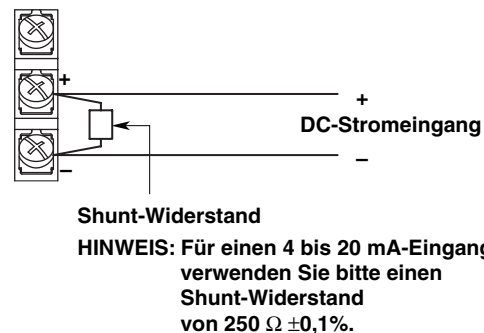 +
+
DC-Stromeingang
–
–
Shunt-Widerstand
HINWEIS: Für einen 4 bis 20 mA-Eingang
verwenden Sie bitte einen
Shunt-Widerstand
von 250 Ω ±0,1%.